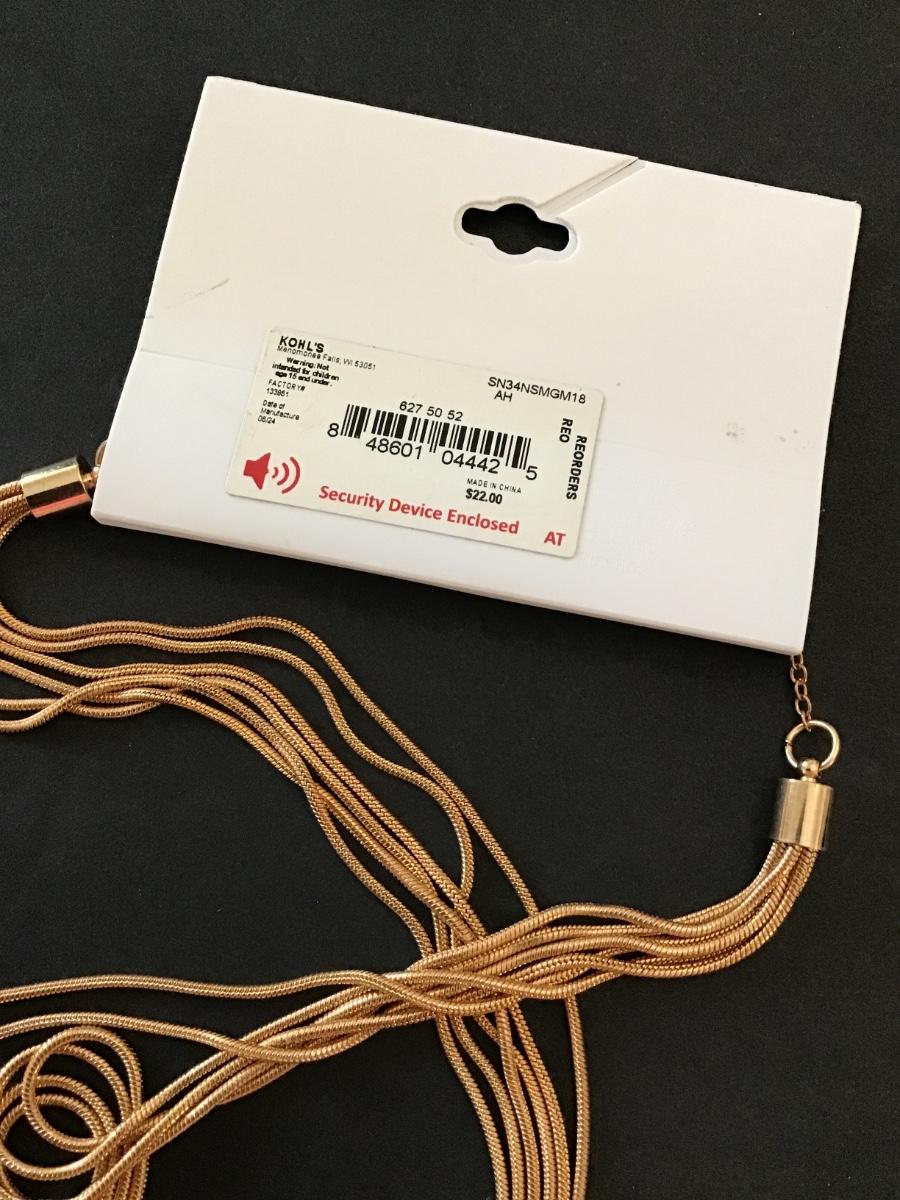 KOHL'S
Menomonee Falls, WI 53051
Warning: Not
intended for children
age 15 and under.
FACTORY#
133861
Date of
Manufacture
06/24
SN34NSMGM18
AH
627 50 52
8 48601 04442 5
REORDERS
REO
MADE IN CHINA
$22.00
Security Device Enclosed
AT